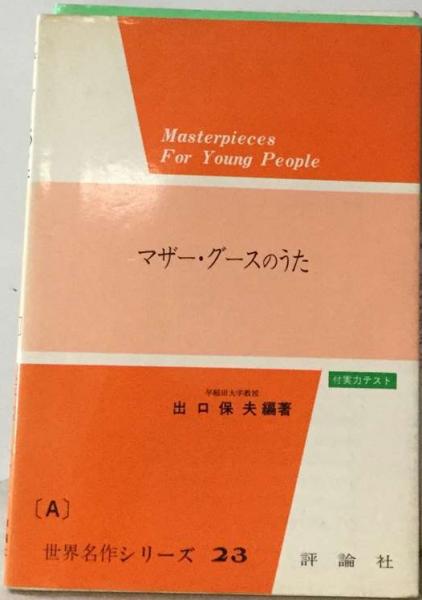 Masterpieces
For Young People
マザー・グースのうた
付実力テスト
早稲田大学教授
出口保夫編著
〔A〕
世界名作シリーズ 23
評論社